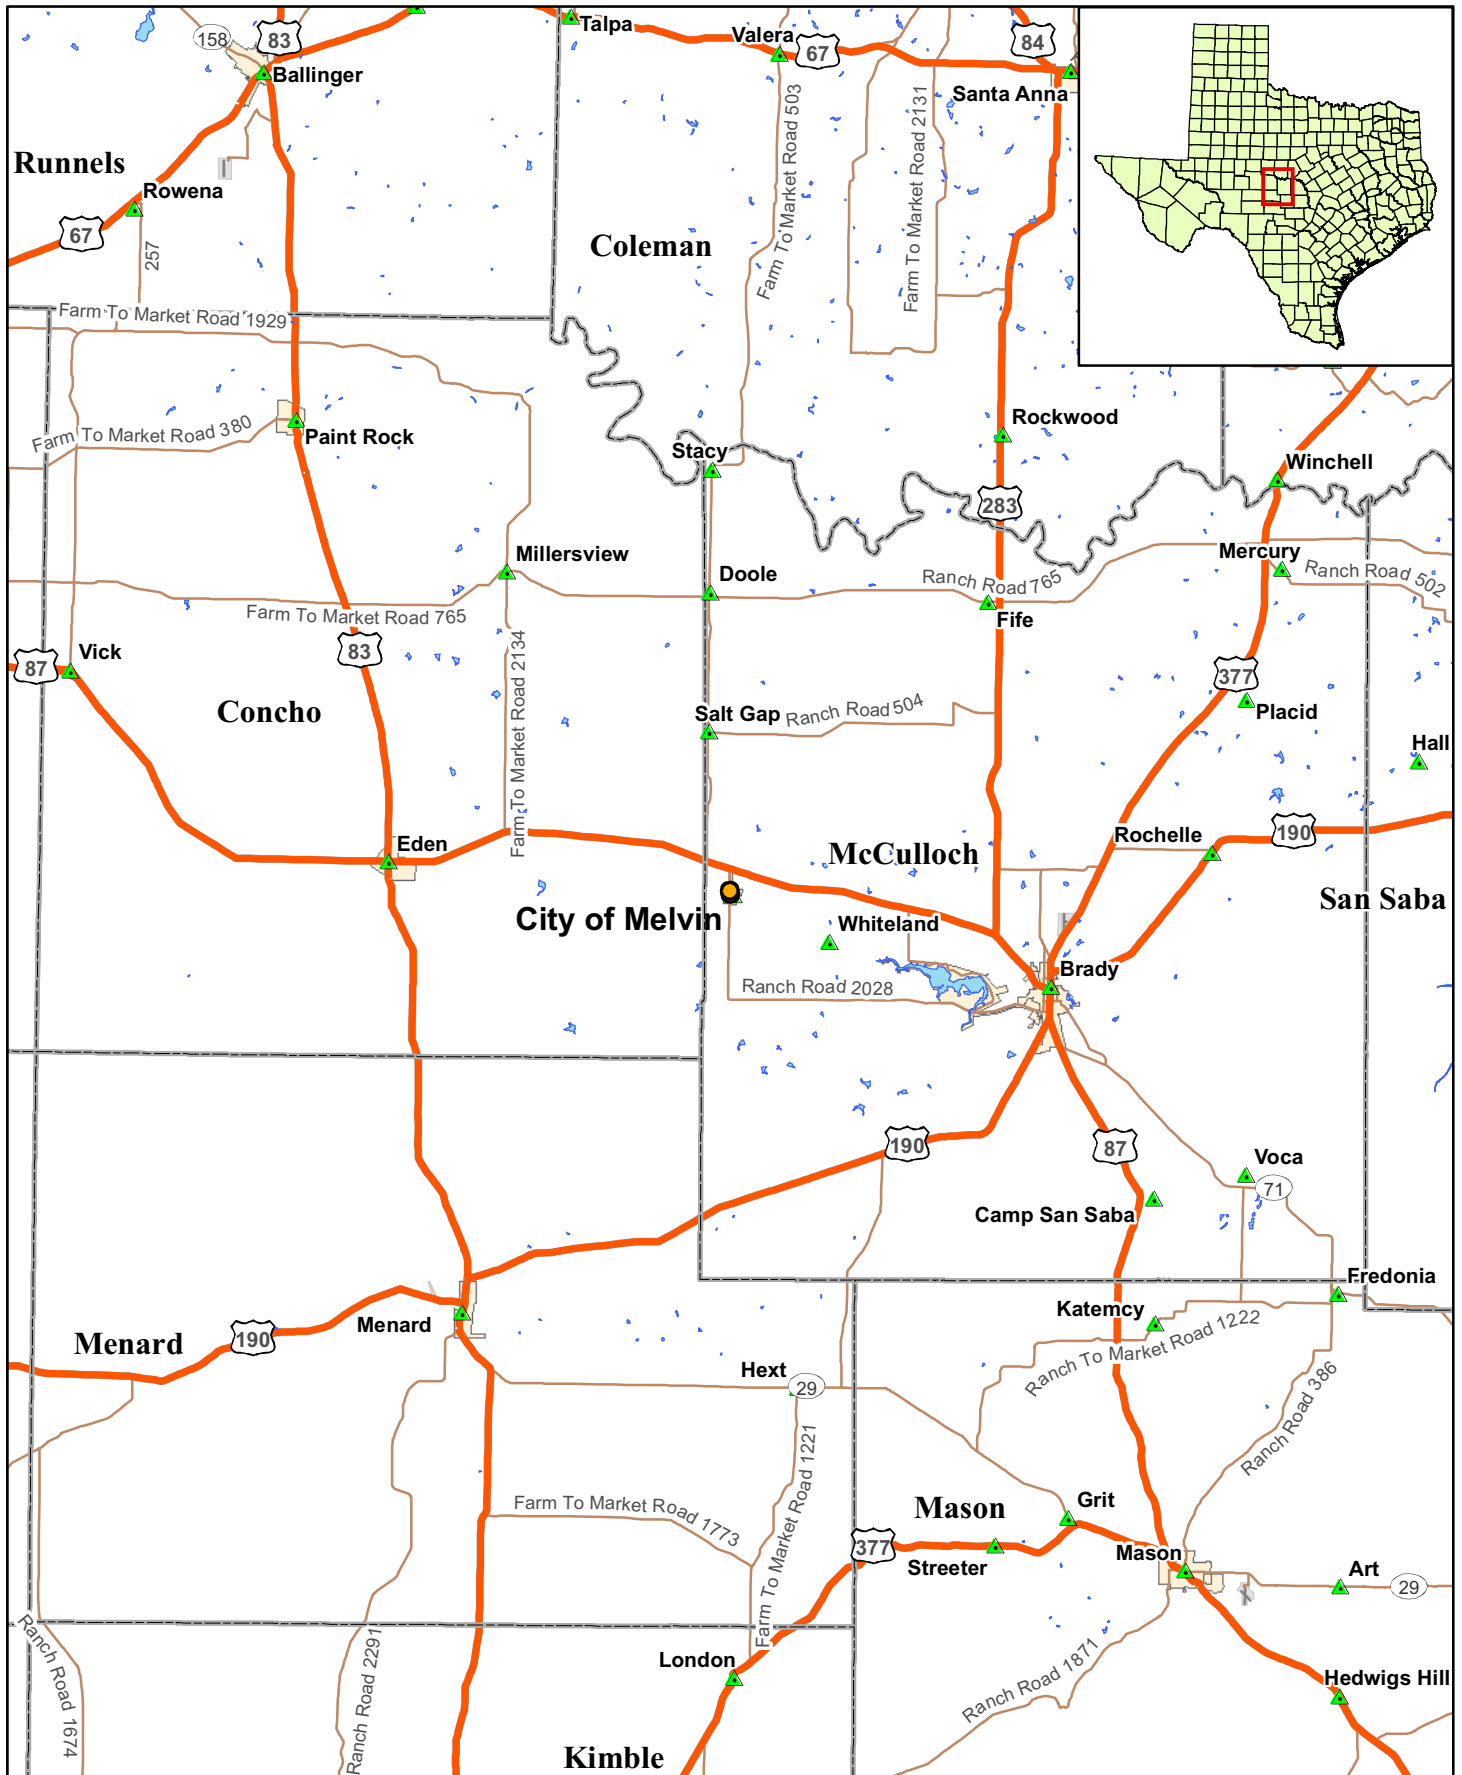 Talpa
158
83
Valera
67
84
Ballinger
Santa Anna
Farm To Market Road 503
Farm To Market Road 2131
Runnels
Rowena
67
257
Coleman
Farm To Market Road 1929
Farm To Market Road 380
Paint Rock
Rockwood
Stacy
Winchell
283
Millersview
Mercury
Doole
Ranch Road 765
Ranch Road 502
Farm To Market Road 765
Fife
Vick
87
83
Farm To Market Road 2134
377
Concho
Salt Gap
Ranch Road 504
Placid
Hall
Eden
McCulloch
Rochelle
190
City of Melvin
San Saba
Whiteland
Brady
Ranch Road 2028
190
87
Voca
71
Camp San Saba
Fredonia
Katemcy
Menard
Menard
190
Ranch To Market Road 1222
Hext
29
Ranch Road 386
Farm To Market Road 1221
Farm To Market Road 1773
Mason
Grit
377
Streeter
Mason
Art
29
Ranch Road 1674
Ranch Road 2291
London
Ranch Road 1871
Hedwigs Hill
Kimble